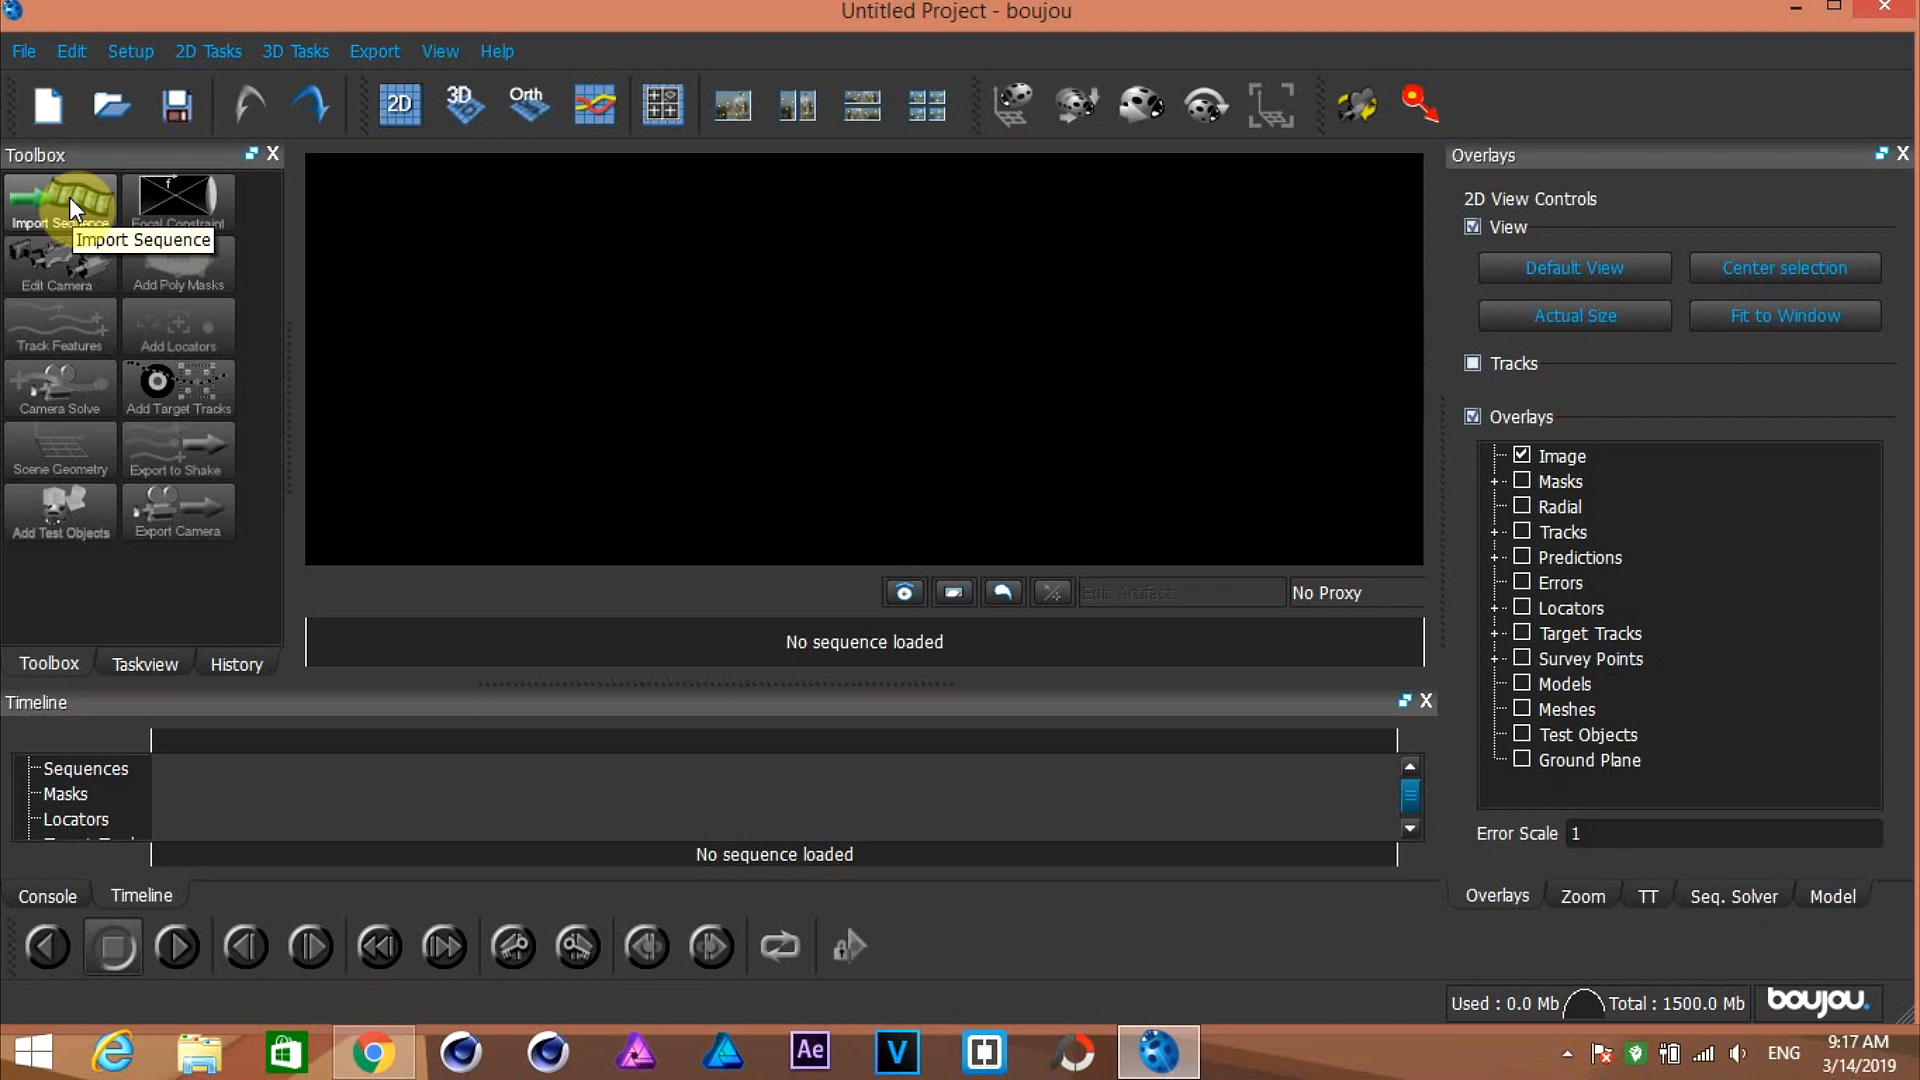 Untitled Project - boujou
File Edit Setup 2D Tasks 3D Tasks Export View Help
2D 3D Orth
Toolbox
Overlays
Import Sequence
Focal Constraint
Import Sequence
Edit Camera
Add Poly Masks
Track Features
Add Locators
Camera Solve
Add Target Tracks
Scene Geometry
Export to Shake
Add Test Objects
Export Camera
2D View Controls
View
Default View
Center selection
Actual Size
Fit to Window
Tracks
Overlays
Image
Masks
Radial
Tracks
Predictions
Errors
Locators
Target Tracks
Survey Points
Models
Meshes
Test Objects
Ground Plane
Error Scale 1
No Proxy
No sequence loaded
Toolbox Taskview History
Timeline
Sequences
Masks
Locators
No sequence loaded
Console Timeline
Overlays Zoom TT Seq. Solver Model
Used : 0.0 Mb Total : 1500.0 Mb boujou.
Ae V
ENG
9:17 AM
3/14/2019